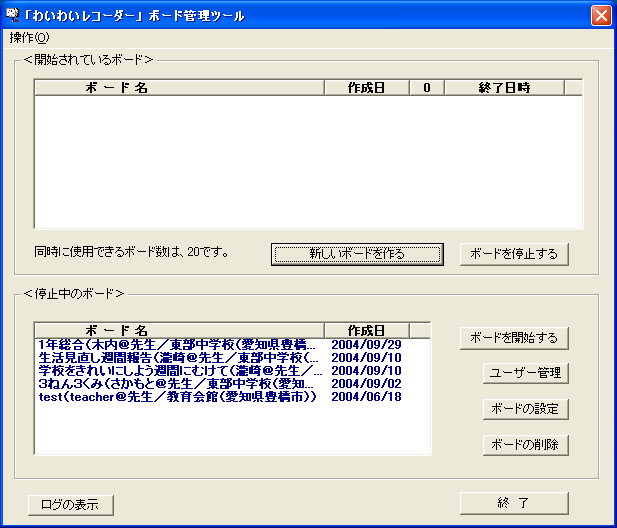 「わいわいレコーダー」ボード管理ツール
操作(O)
＜開始されているボード＞
ボード名 作成日 0 終了日時
同時に使用できるボード数は、20です。
新しいボードを作る
ボードを停止する
＜停止中のボード＞
ボード名 作成日
1年総合(木内@先生／東部中学校(愛知県豊橋... 2004/09/29
生活見直し週間報告(瀧崎@先生／東部中学校(... 2004/09/10
学校をきれいにしよう週間にむけて(瀧崎@先生／... 2004/09/10
3ねん3くみ(さかもと@先生／東部中学校(愛知... 2004/09/02
test(teacher@先生／教育会館(愛知県豊橋市)) 2004/06/18
ボードを開始する
ユーザー管理
ボードの設定
ボードの削除
ログの表示
終 了